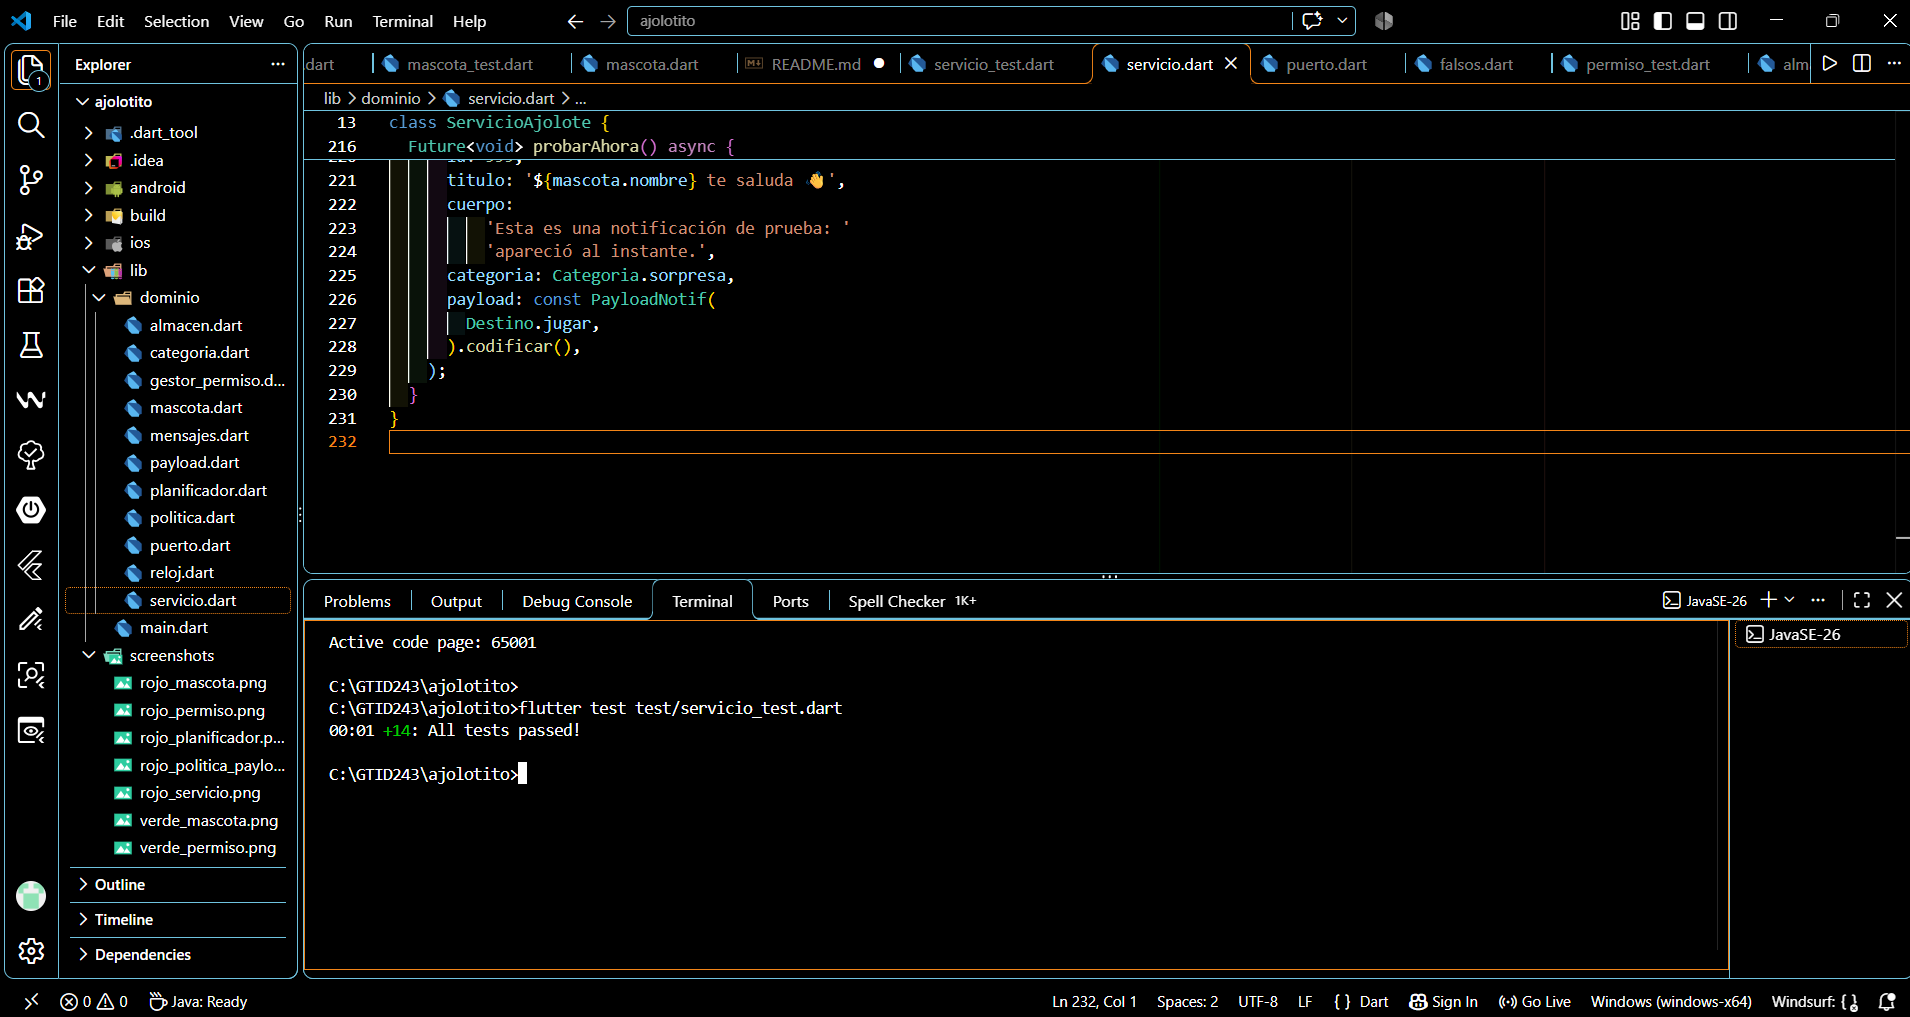 File Edit Selection View Go Run Terminal Help
ajolotito
1
Explorer
.dart
mascota_test.dart
mascota.dart
README.md
servicio_test.dart
servicio.dart
puerto.dart
falsos.dart
permiso_test.dart
alm
ajolotito
.dart_tool
.idea
android
build
ios
lib
dominio
almacen.dart
categoria.dart
gestor_permiso.d...
mascota.dart
mensajes.dart
payload.dart
planificador.dart
politica.dart
puerto.dart
reloj.dart
servicio.dart
main.dart
screenshots
rojo_mascota.png
rojo_permiso.png
rojo_planificador.p...
rojo_politica_paylo...
rojo_servicio.png
verde_mascota.png
verde_permiso.png
Outline
Timeline
Dependencies
lib > dominio > servicio.dart > ...
13 class ServicioAjolote {
216 Future<void> probarAhora() async {
221 titulo: '${mascota.nombre} te saluda 👋',
222 cuerpo:
223 'Esta es una notificación de prueba: '
224 'apareció al instante.',
225 categoria: Categoria.sorpresa,
226 payload: const PayloadNotif(
227 Destino.jugar,
228 ).codificar(),
229 );
230 }
231 }
232
Problems Output Debug Console Terminal Ports Spell Checker 1K+
JavaSE-26
JavaSE-26
Active code page: 65001
C:\GTID243\ajolotito>
C:\GTID243\ajolotito>flutter test test/servicio_test.dart
00:01 +14: All tests passed!
C:\GTID243\ajolotito>
0 0 Java: Ready
Ln 232, Col 1 Spaces: 2 UTF-8 LF { } Dart Sign In Go Live Windows (windows-x64) Windsurf: { }